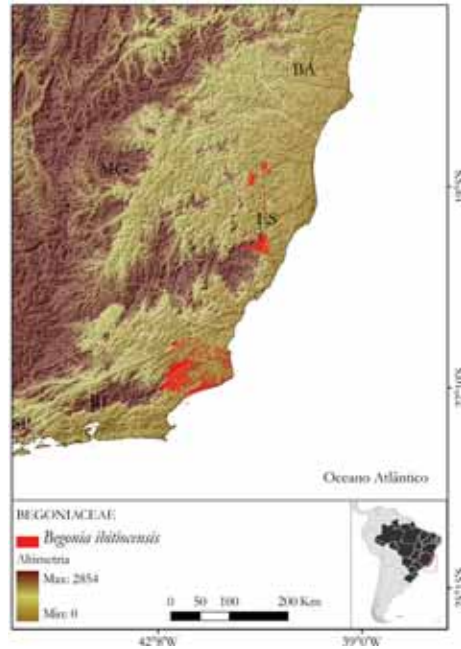 BA
MG
ES
RJ
Oceano Atlântico
BEGONIACEAE
Begonia ibitiocensis
Altimetria
Max: 2854
Min: 0
0 50 100 200 Km
42°8 39°0'0